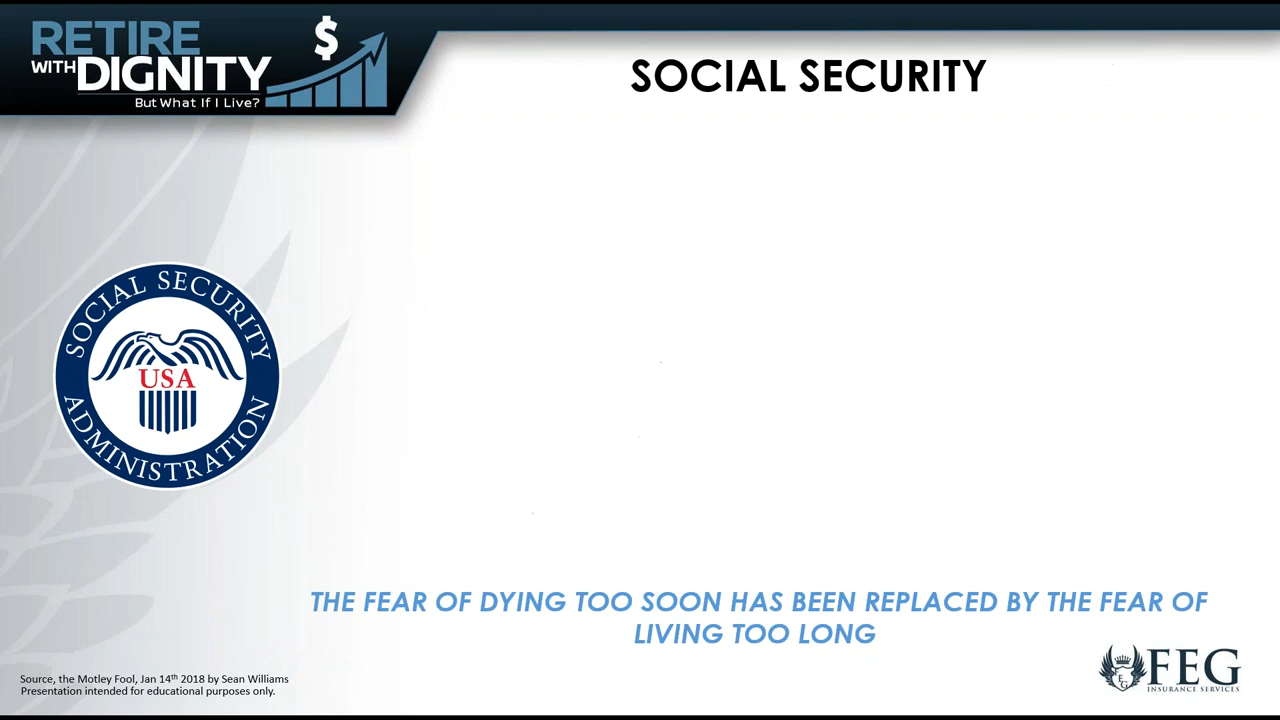 RETIRE
WITH DIGNITY
But What If I Live?
$
SOCIAL SECURITY
SOCIAL SECURITY
USA
ADMINISTRATION
THE FEAR OF DYING TOO SOON HAS BEEN REPLACED BY THE FEAR OF
LIVING TOO LONG
Source, the Motley Fool, Jan 14th 2018 by Sean Williams
Presentation intended for educational purposes only.
FEG
FEG
INSURANCE SERVICES